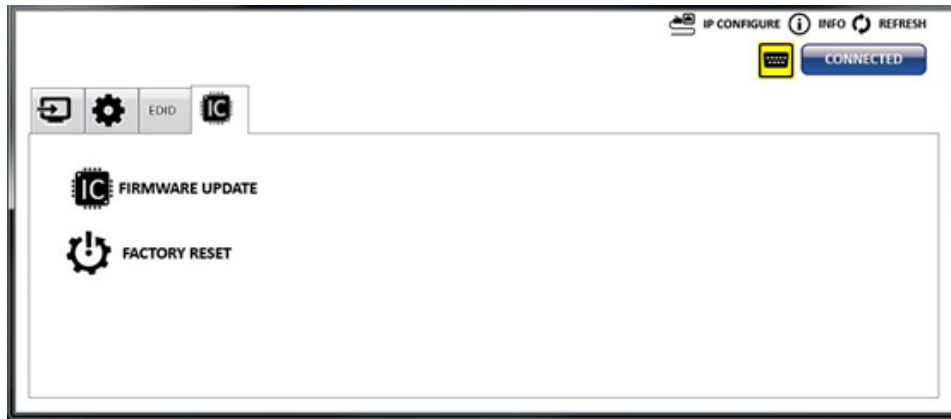 IP CONFIGURE i INFO REFRESH
CONNECTED
EDID IC
IC FIRMWARE UPDATE
FACTORY RESET